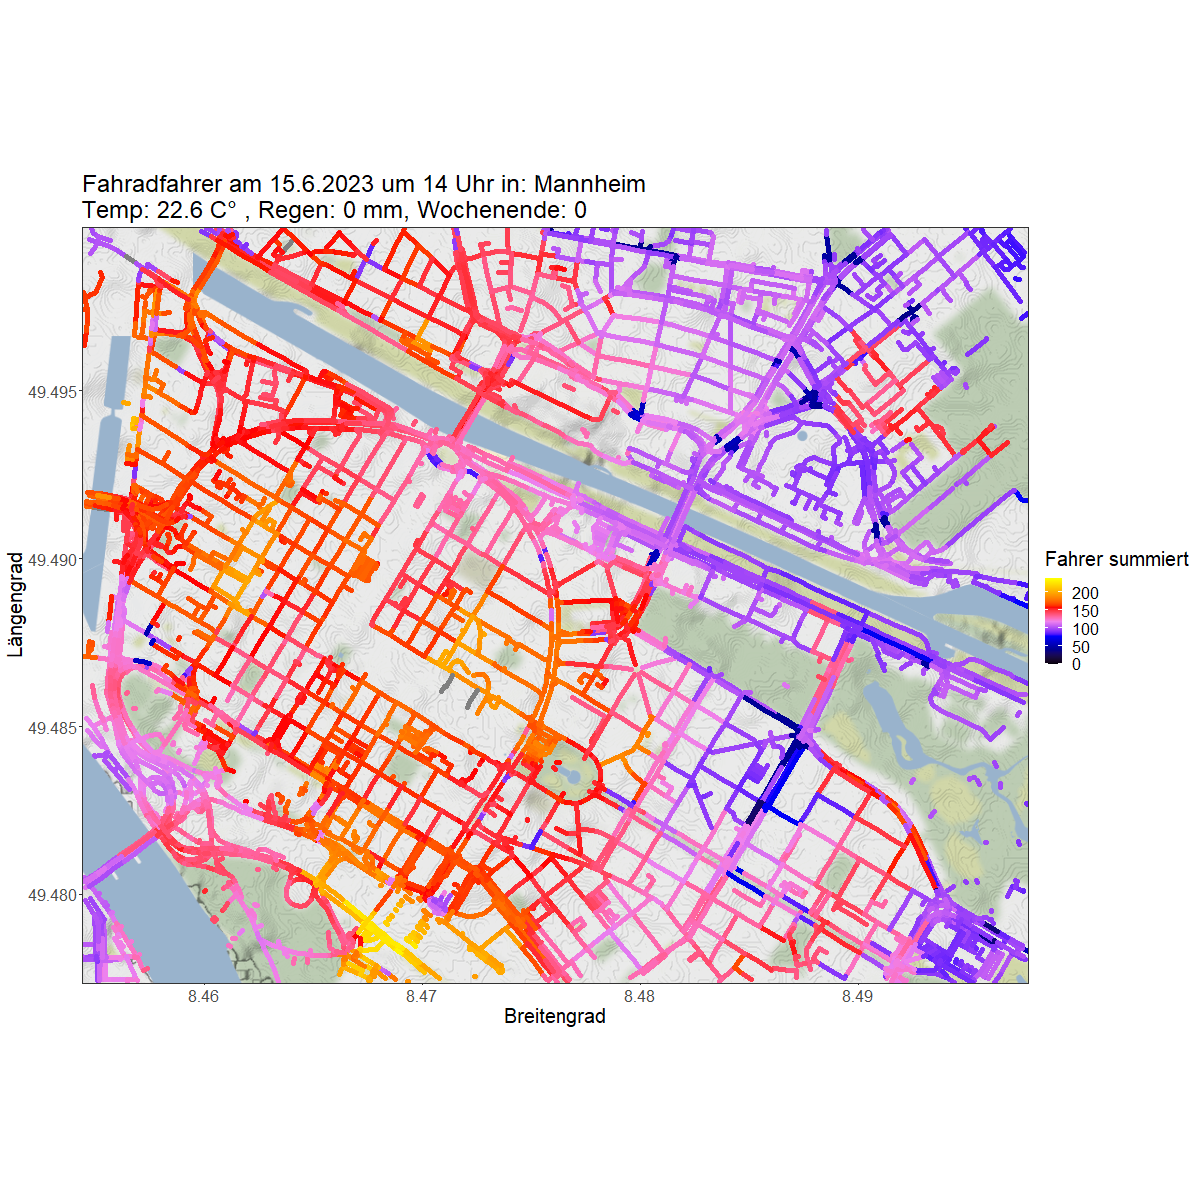 Fahradfahrer am 15.6.2023 um 14 Uhr in: Mannheim
Temp: 22.6 C° , Regen: 0 mm, Wochenende: 0
49.495
49.490
49.485
49.480
Längengrad
8.46
8.47
8.48
8.49
Breitengrad
Fahrer summiert
200
150
100
50
0